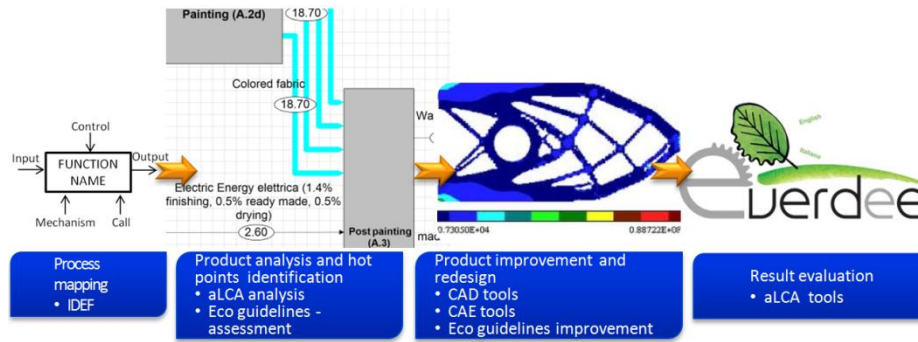 Control
Input
FUNCTION
NAME
Output
Mechanism
Call
Painting (A.2d)
18.70
Colored fabric
18.70
Electric Energy elettrica (1.4%
finishing, 0.5% ready made, 0.5%
drying)
2.60
Post painting
(A.3)
Wa
mad
0.73050E+04
0.88722E+0
English
Italiano
everdee
Process
mapping
• IDEF
Product analysis and hot
points identification
• aLCA analysis
• Eco guidelines -
assessment
Product improvement and
redesign
• CAD tools
• CAE tools
• Eco guidelines improvement
Result evaluation
• aLCA tools